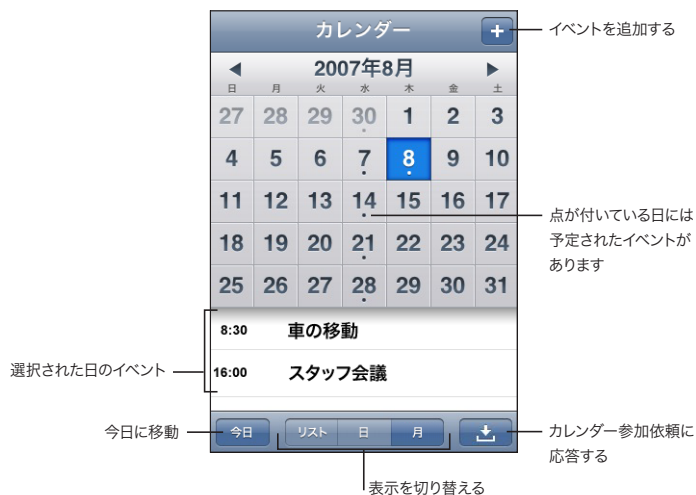 カレンダー
+
イベントを追加する
2007年8月
日 月 火 水 木 金 土
27 28 29 30 1 2 3
4 5 6 7 8 9 10
11 12 13 14 15 16 17
点が付いている日には
予定されたイベントが
あります
18 19 20 21 22 23 24
25 26 27 28 29 30 31
8:30 車の移動
選択された日のイベント
16:00 スタッフ会議
今日に移動
今日 リスト 日 月
カレンダー参加依頼に
応答する
表示を切り替える